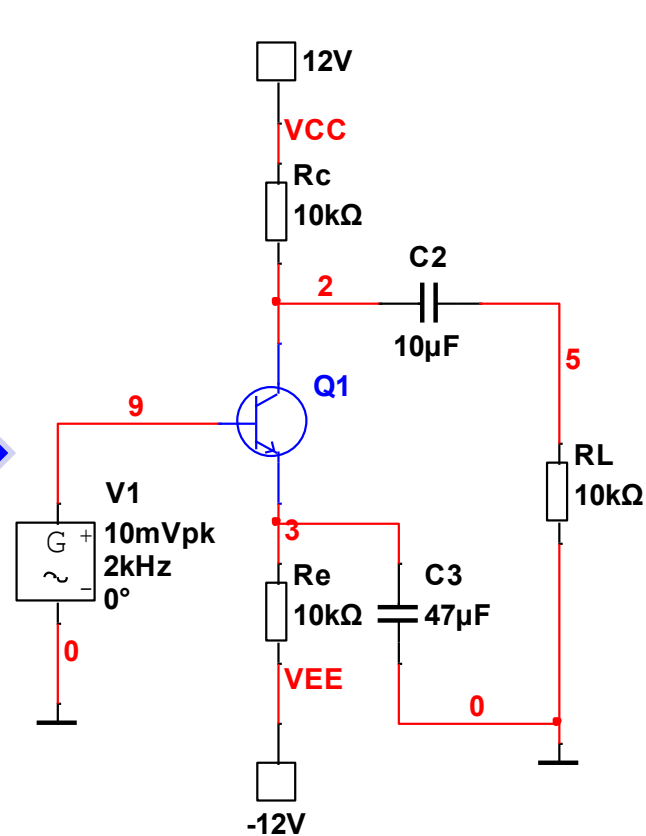 12V
VCC
Rc
10kΩ
C2
2
10µF
5
Q1
9
RL
10kΩ
V1
G
+
10mVpk
2kHz
0°
3
Re
10kΩ
C3
47µF
0
VEE
0
-12V